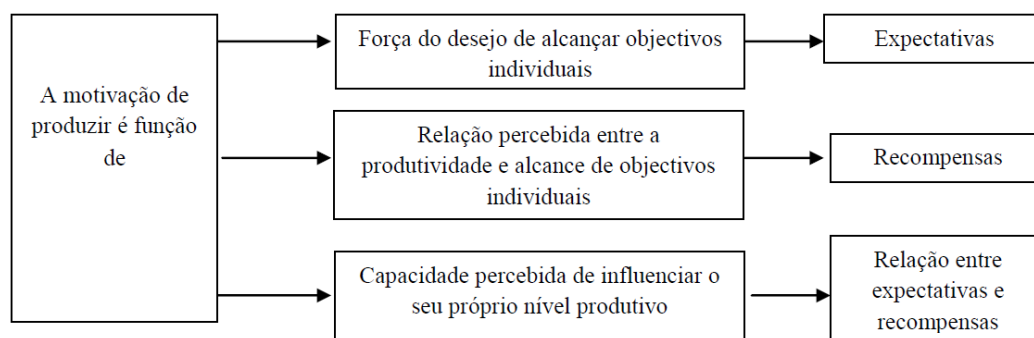 A motivação de
produzir é função
de
Força do desejo de alcançar objectivos
individuais
Expectativas
Relação percebida entre a
produtividade e alcance de objectivos
individuais
Recompensas
Capacidade percebida de influenciar o
seu próprio nível produtivo
Relação entre
expectativas e
recompensas